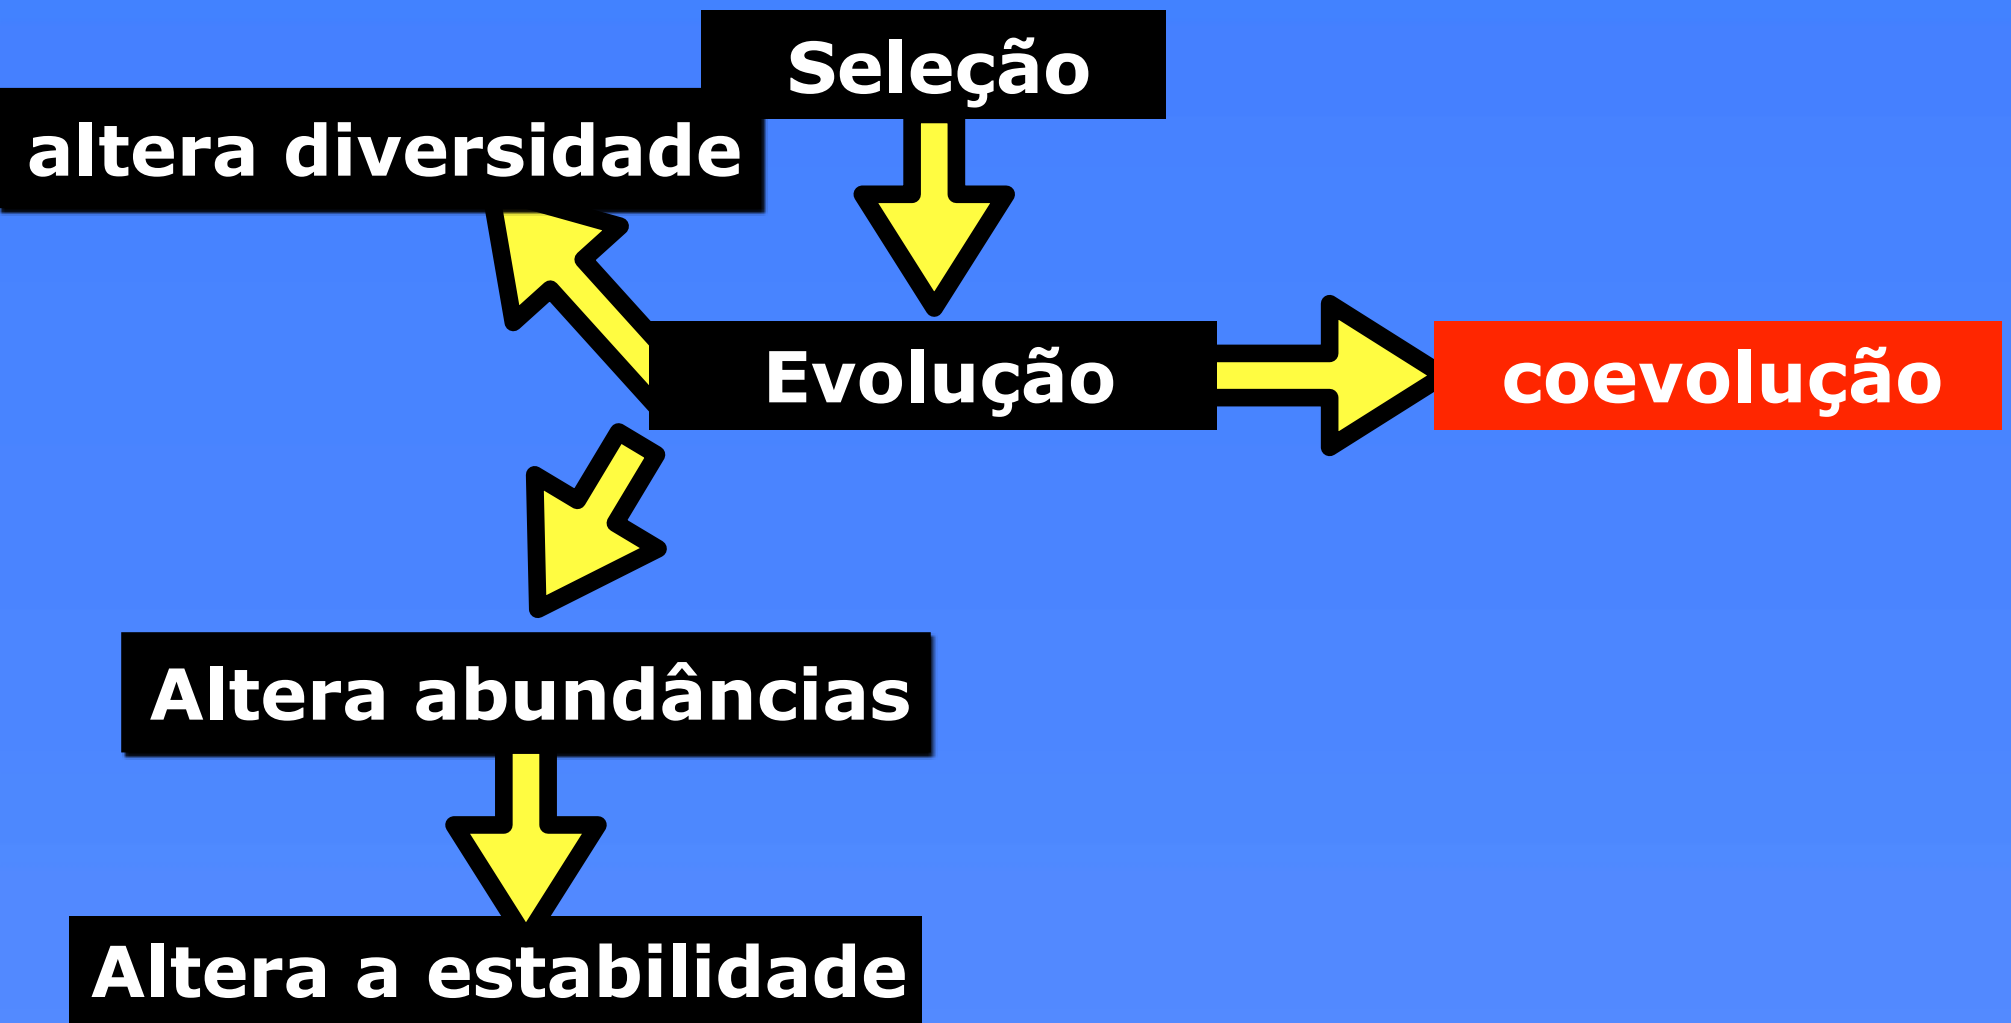 Seleção
altera diversidade
Evolução
coevolução
Altera abundâncias
Altera a estabilidade